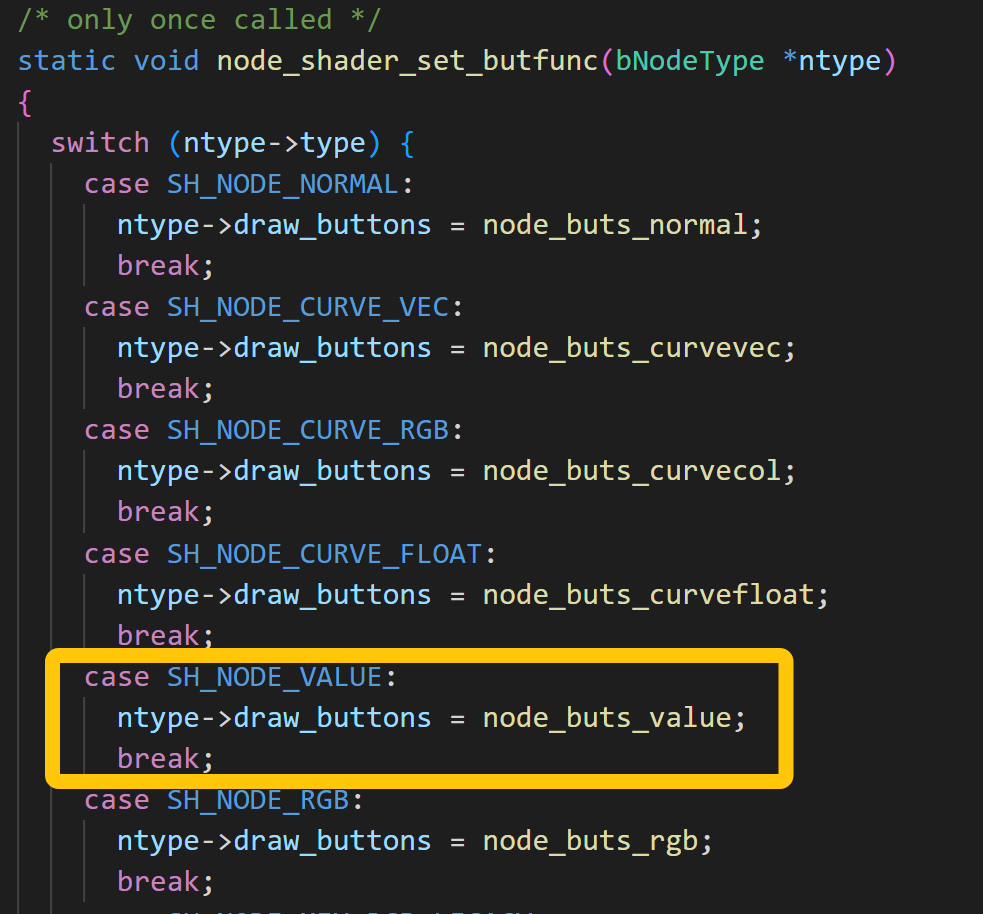 /* only once called */
static void node_shader_set_butfunc(bNodeType *ntype)
{
  switch (ntype->type) {
    case SH_NODE_NORMAL:
      ntype->draw_buttons = node_buts_normal;
      break;
    case SH_NODE_CURVE_VEC:
      ntype->draw_buttons = node_buts_curvevec;
      break;
    case SH_NODE_CURVE_RGB:
      ntype->draw_buttons = node_buts_curvecol;
      break;
    case SH_NODE_CURVE_FLOAT:
      ntype->draw_buttons = node_buts_curvefloat;
      break;
    case SH_NODE_VALUE:
      ntype->draw_buttons = node_buts_value;
      break;
    case SH_NODE_RGB:
      ntype->draw_buttons = node_buts_rgb;
      break;